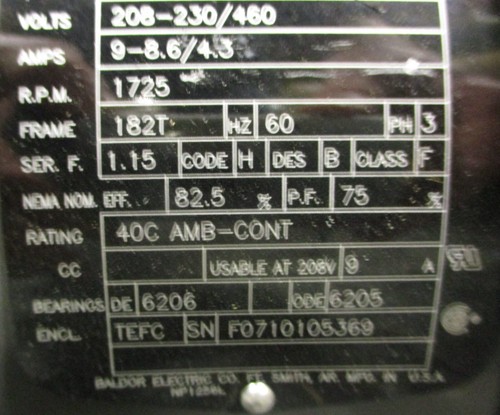 VOLTS 208-230/460
AMPS 9-8.6/4.3
R.P.M. 1725
FRAME 182T HZ 60 PH 3
SER. F. 1.15 CODE H DES B CLASS F
NEMA NOM. EFF. 82.5 % P.F. 75 %
RATING 40C AMB-CONT
CC USABLE AT 208V 9 A
BEARINGS DE 6206 ODE 6205
ENCL. TEFC SN F0710105369
BALDOR ELECTRIC CO. FT. SMITH, AR. MFG. IN U.S.A.